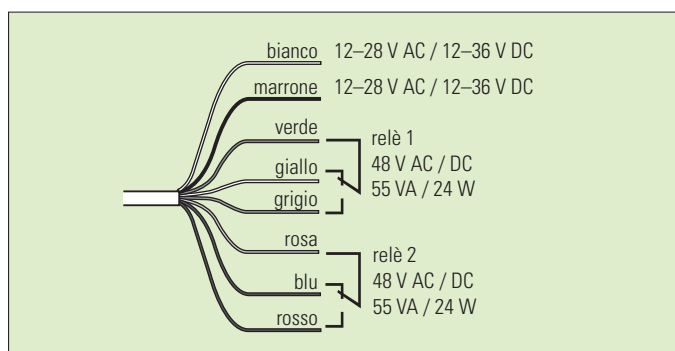 bianco 12–28 V AC / 12–36 V DC
marrone 12–28 V AC / 12–36 V DC
verde
relè 1
giallo
48 V AC / DC
55 VA / 24 W
grigio
rosa
relè 2
blu
48 V AC / DC
55 VA / 24 W
rosso